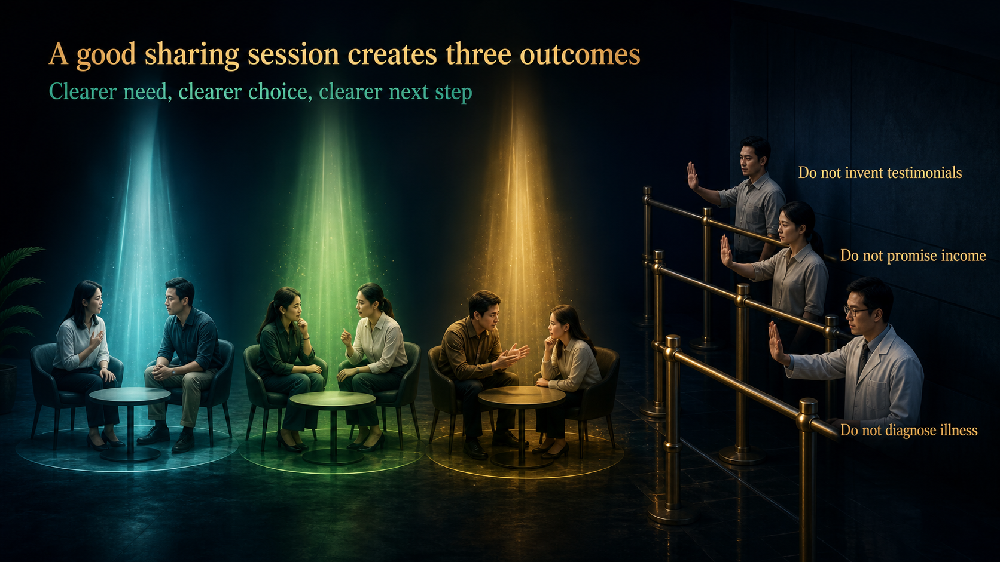 A good sharing session creates three outcomes
Clearer need, clearer choice, clearer next step
Do not invent testimonials
Do not promise income
Do not diagnose illness